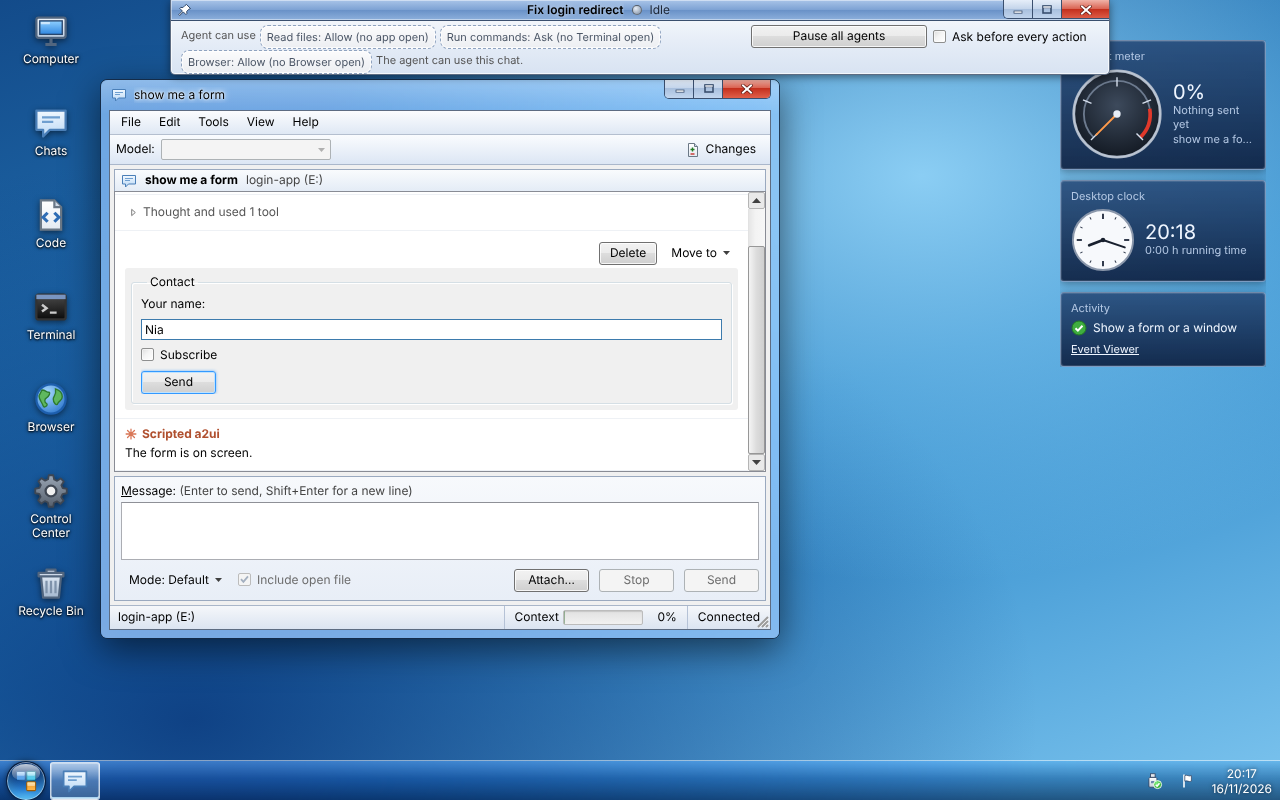 Computer
Chats
Code
Terminal
Browser
Control
Center
Recycle Bin
Fix login redirect
Idle
Agent can use
Read files: Allow (no app open)
Run commands: Ask (no Terminal open)
Browser: Allow (no Browser open)
The agent can use this chat.
Pause all agents
Ask before every action
show me a form
File
Edit
Tools
View
Help
Model:
Changes
show me a form
login-app (E:)
Thought and used 1 tool
Delete
Move to
Contact
Your name:
Nia
Subscribe
Send
Scripted a2ui
The form is on screen.
Message: (Enter to send, Shift+Enter for a new line)
Mode: Default
Include open file
Attach...
Stop
Send
login-app (E:)
Context
0%
Connected
meter
0%
Nothing sent
yet
show me a fo...
Desktop clock
20:18
0:00 h running time
Activity
Show a form or a window
Event Viewer
20:17
16/11/2026